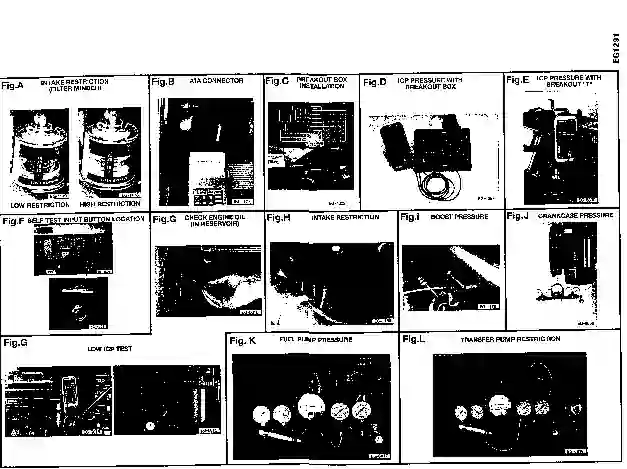 EG1291
Fig.A
INTAKE RESTRICTION
(FILTER MINDER)
LOW RESTRICTION HIGH RESTRICTION
Fig.B
ATA CONNECTOR
Fig.C
BREAKOUT BOX
INSTALLATION
Fig.D
ICP PRESSURE WITH
BREAKOUT BOX
Fig.E
ICP PRESSURE WITH
BREAKOUT "T"
Fig.F
SELF TEST INPUT BUTTON LOCATION
Fig.G
CHECK ENGINE OIL
(IN RESERVOIR)
Fig.H
INTAKE RESTRICTION
Fig.I
BOOST PRESSURE
Fig.J
CRANKCASE PRESSURE
Fig.G
LOW ICP TEST
Fig. K
FUEL PUMP PRESSURE
Fig.L
TRANSFER PUMP RESTRICTION